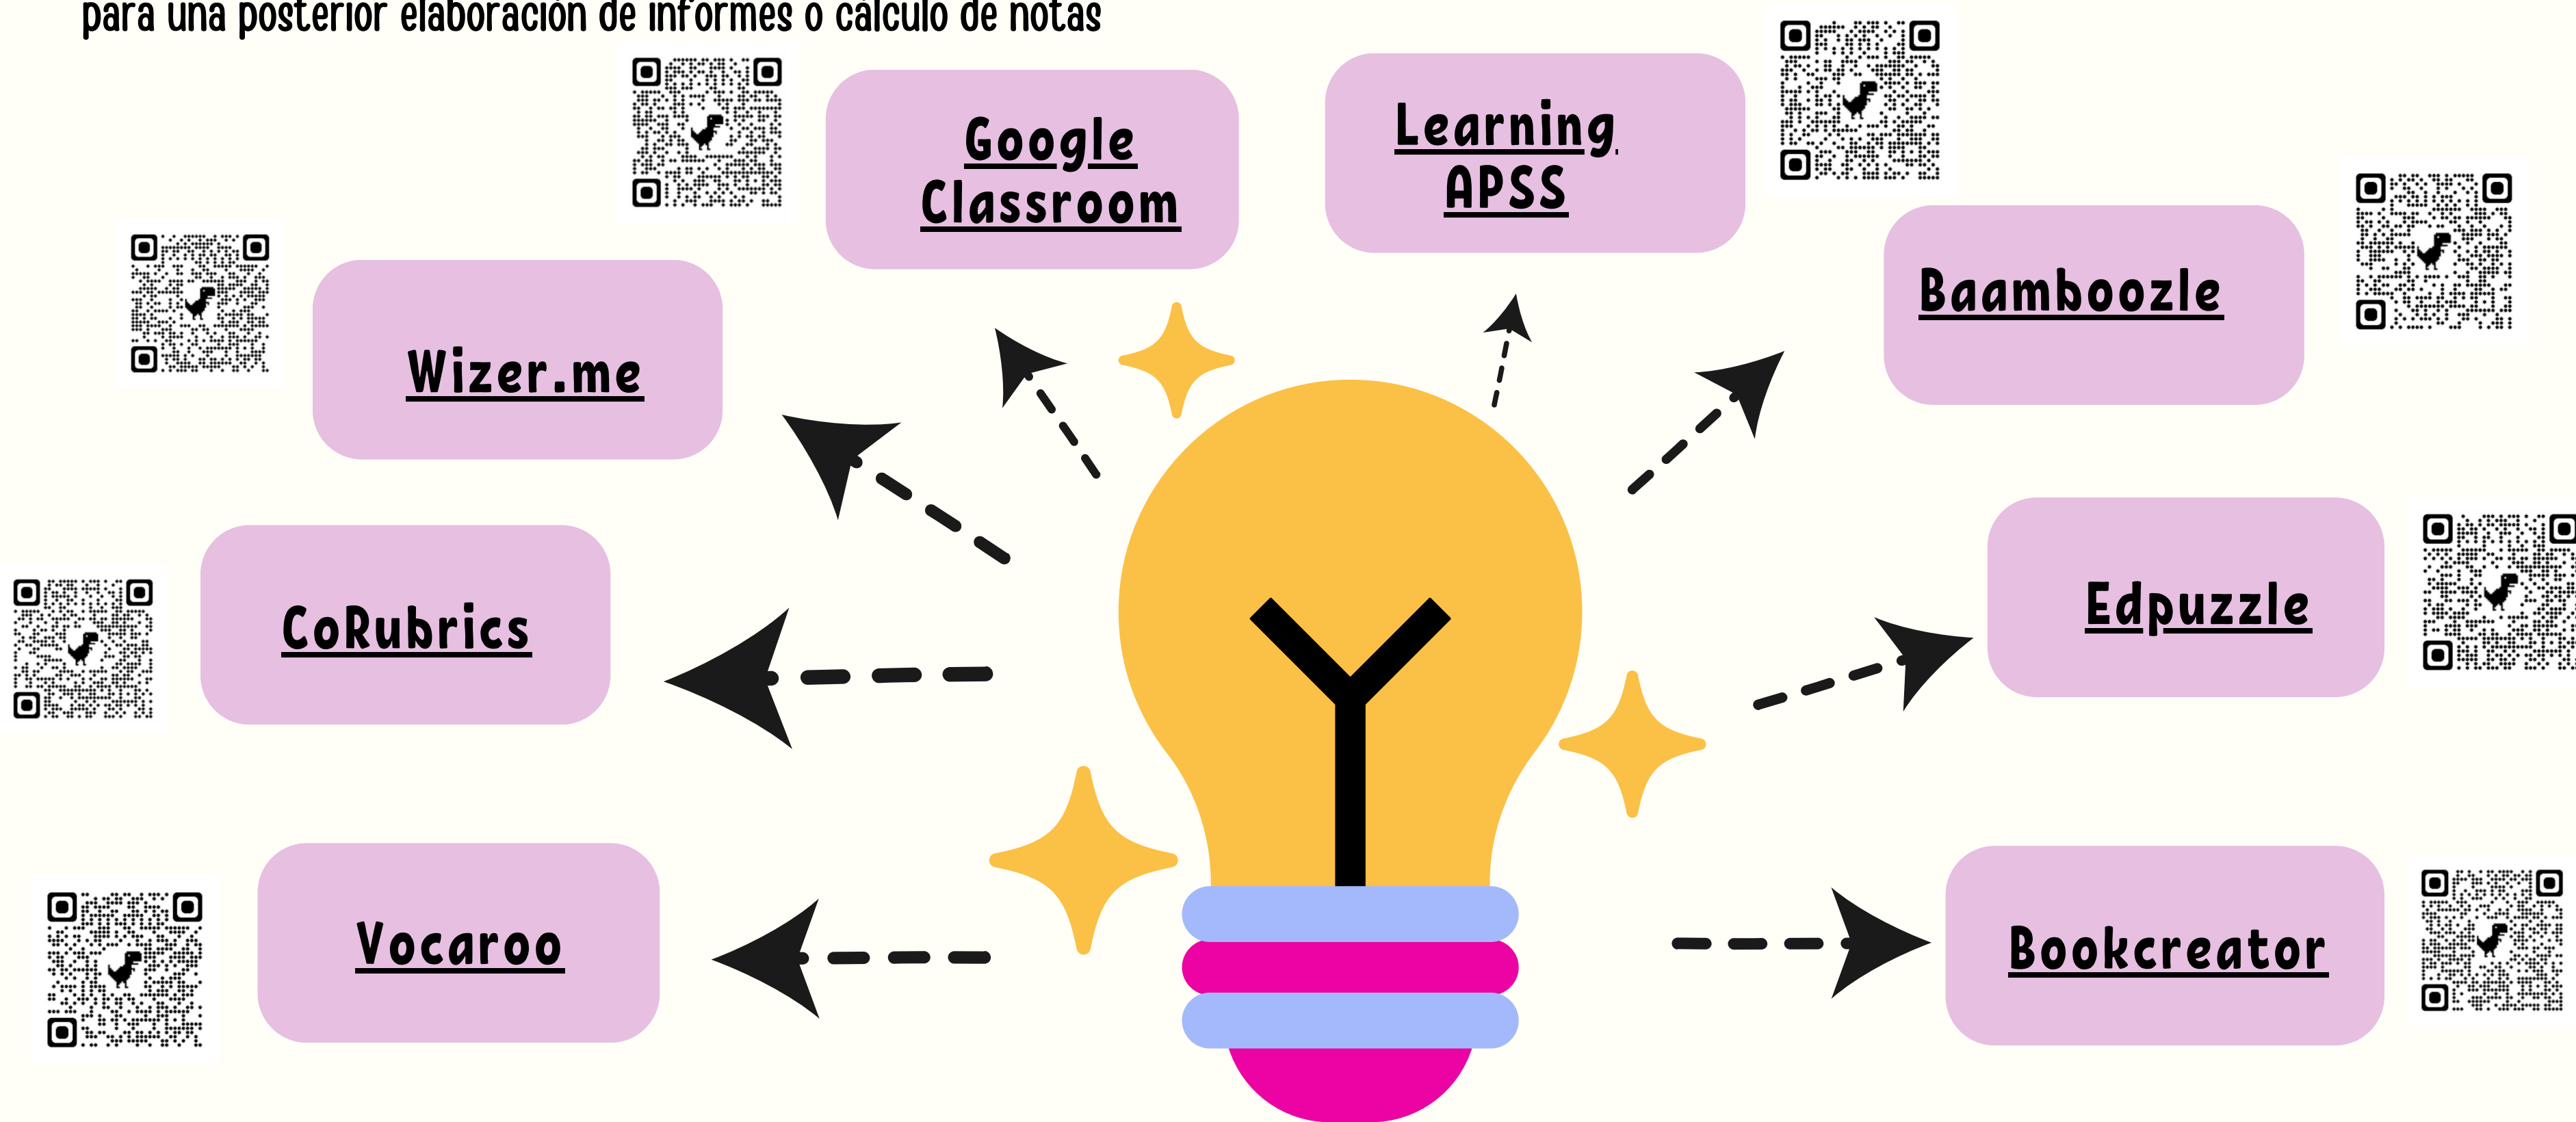 para una posterior elaboración de informes o cálculo de notas
Google
Classroom
Learning
APSS
Baamboozle
Wizer.me
Edpuzzle
CoRubrics
Vocaroo
Bookcreator